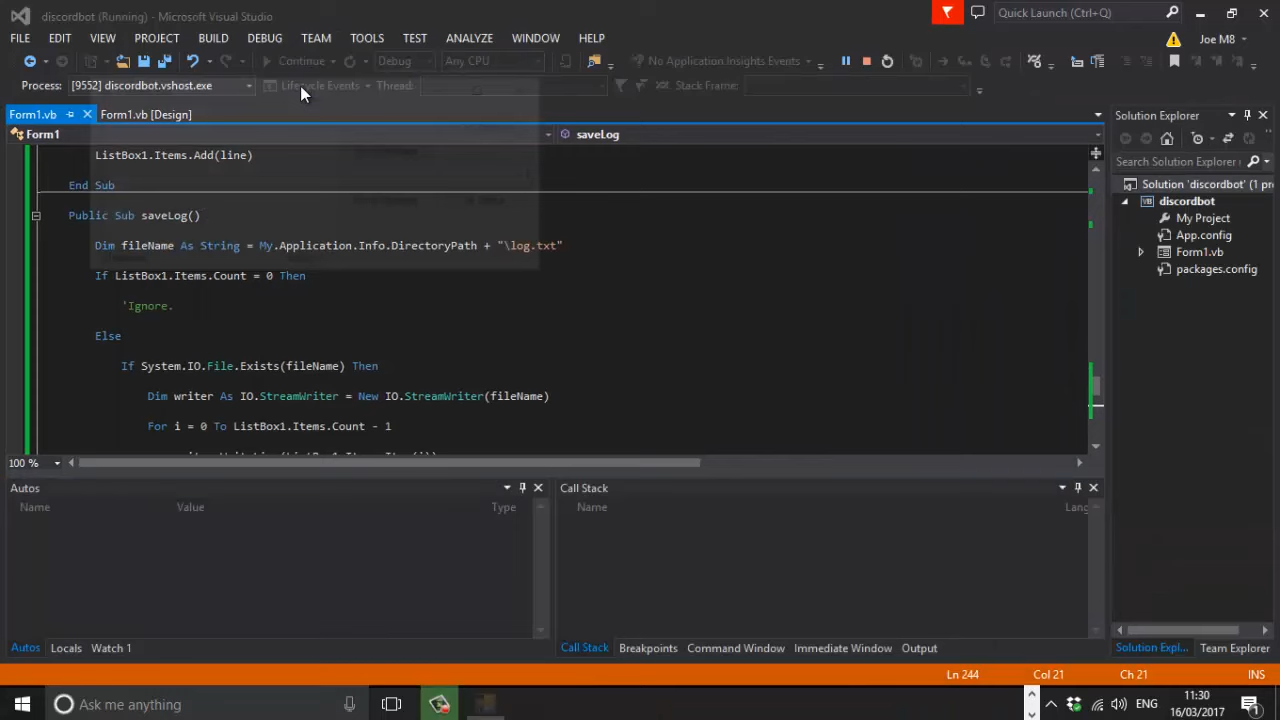 discordbot (Running) - Microsoft Visual Studio
Quick Launch (Ctrl+Q)
FILE EDIT VIEW PROJECT BUILD DEBUG TEAM TOOLS TEST ANALYZE WINDOW HELP
Joe M8
Continue Debug Any CPU No Application Insights Events
Process: [9552] discordbot.vshost.exe Lifecycle Events Thread: Stack Frame:
Form1.vb Form1.vb [Design]
Form1 saveLog
ListBox1.Items.Add(line)
End Sub
Public Sub saveLog()
Dim fileName As String = My.Application.Info.DirectoryPath + "\log.txt"
If ListBox1.Items.Count = 0 Then
'Ignore.
Else
If System.IO.File.Exists(fileName) Then
Dim writer As IO.StreamWriter = New IO.StreamWriter(fileName)
For i = 0 To ListBox1.Items.Count - 1
100 %
Solution Explorer
Search Solution Explorer
Solution 'discordbot' (1 pr
discordbot
My Project
App.config
Form1.vb
packages.config
Autos
Name Value Type
Call Stack
Name Lang
Autos Locals Watch 1
Call Stack Breakpoints Command Window Immediate Window Output
Solution Expl... Team Explorer
Ln 244 Col 21 Ch 21 INS
Ask me anything
ENG
11:30
16/03/2017
1